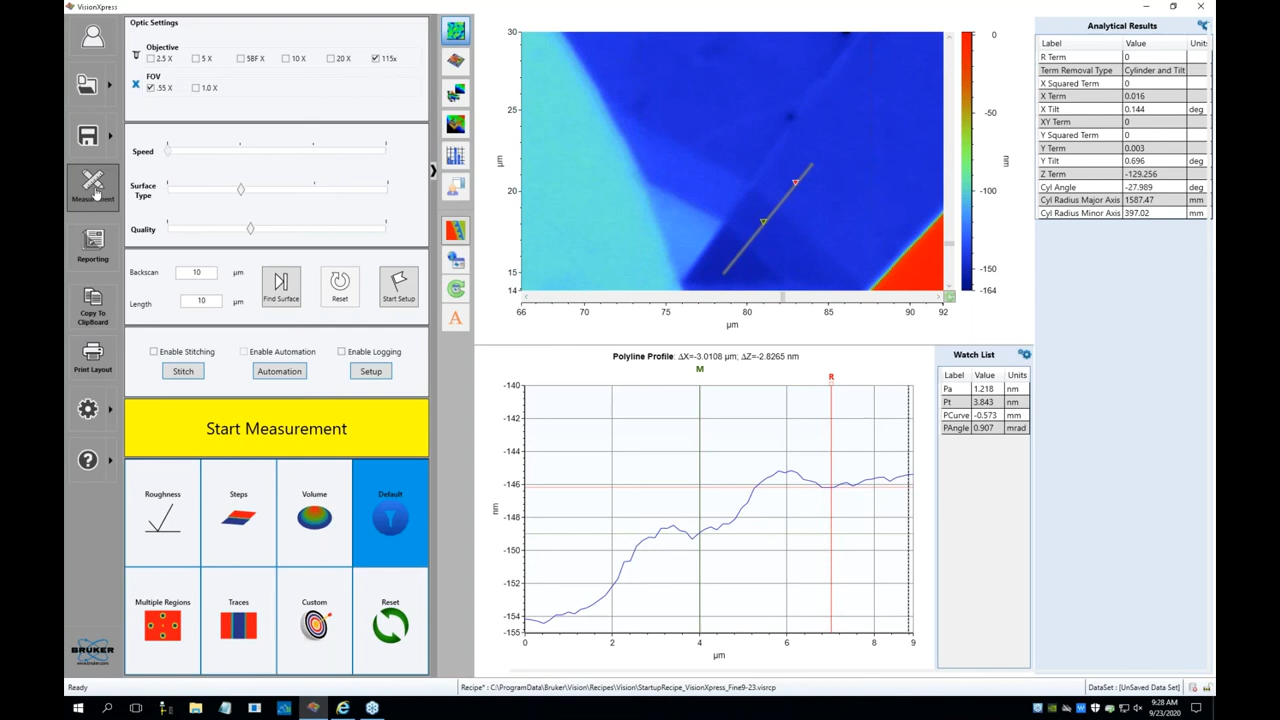 VisionXpress
Optic Settings
Objective
2.5 X
5 X
5BF X
10 X
20 X
115x
FOV
.55 X
1.0 X
Speed
Surface
Type
Quality
Backscan
10
µm
Length
10
µm
Find Surface
Reset
Start Setup
Enable Stitching
Enable Automation
Enable Logging
Stitch
Automation
Setup
Start Measurement
Roughness
Steps
Volume
Default
Multiple Regions
Traces
Custom
Reset
Measurement
Reporting
Copy To
ClipBoard
Print Layout
BRUKER
www.bruker.com
30
25
20
15
14
µm
66
70
75
80
85
90
92
µm
0
-50
-100
-150
-164
nm
Analytical Results
Label Value Units
R Term 0
Term Removal Type Cylinder and Tilt
X Squared Term 0
X Term 0.016
X Tilt 0.144 deg
XY Term 0
Y Squared Term 0
Y Term 0.003
Y Tilt 0.696 deg
Z Term -129.256
Cyl Angle -27.989 deg
Cyl Radius Major Axis 1587.47 mm
Cyl Radius Minor Axis 397.02 mm
Polyline Profile: ΔX=-3.0108 µm; ΔZ=-2.8265 nm
M
R
-140
-142
-144
-146
-148
-150
-152
-154
-155
nm
0
2
4
6
8
9
µm
Watch List
Label Value Units
Pa 1.218 nm
Pt 3.843 nm
PCurve -0.573 mm
PAngle 0.907 mrad
Ready
Recipe* : C:\ProgramData\Bruker\Vision\Recipes\Vision\StartupRecipe_VisionXpress_Fine9-23.visrcp
DataSet : [UnSaved Data Set]
9:28 AM
9/23/2020